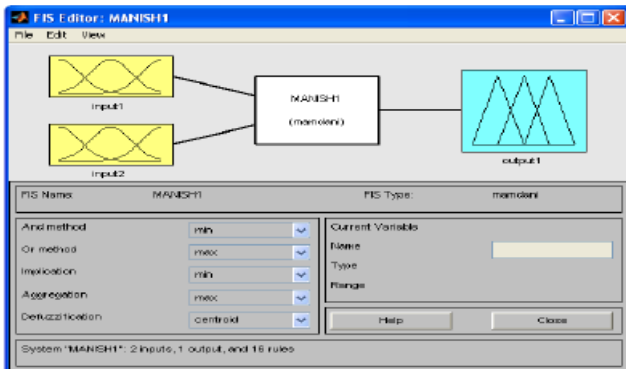 FIS Editor: MANISH1
File Edit View
input1
MANISH1
(mamdani)
output1
input2
FIS Name: MANISH1 FIS Type: mamdani
And method min
Or method max
Implication min
Aggregation max
Defuzzification centroid
Current Variable
Name
Type
Range
Help Close
System "MANISH1": 2 inputs, 1 output, and 16 rules